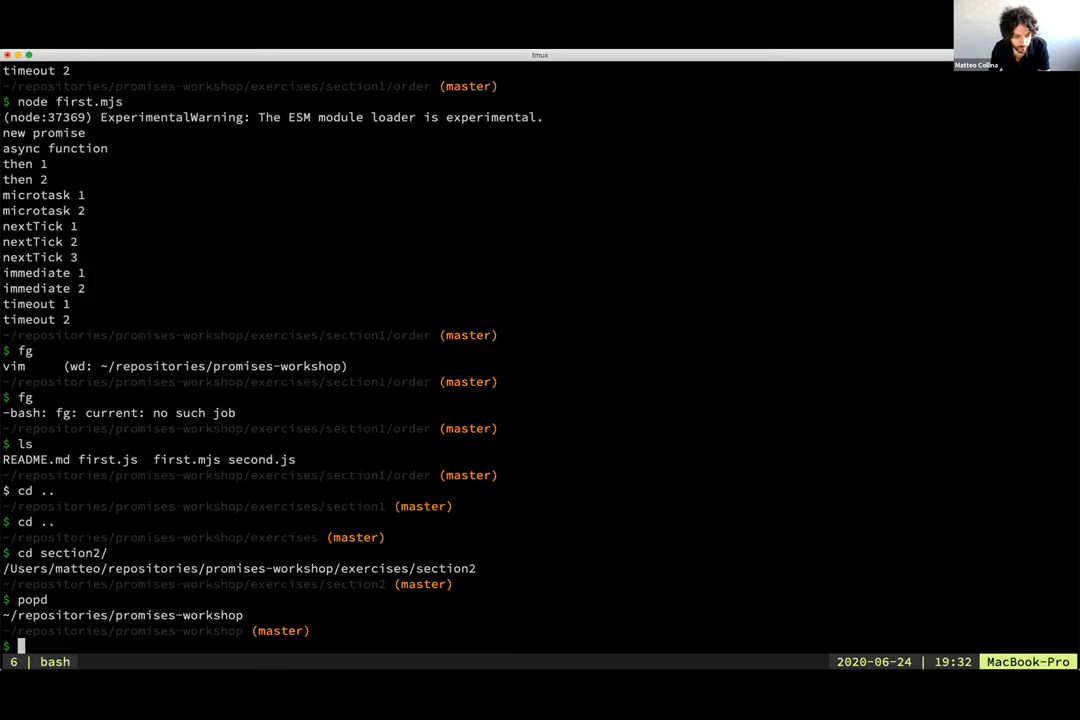 Matteo Collina
tmux
timeout 2
~/repositories/promises-workshop/exercises/section1/order (master)
$ node first.mjs
(node:37369) ExperimentalWarning: The ESM module loader is experimental.
new promise
async function
then 1
then 2
microtask 1
microtask 2
nextTick 1
nextTick 2
nextTick 3
immediate 1
immediate 2
timeout 1
timeout 2
~/repositories/promises-workshop/exercises/section1/order (master)
$ fg
vim     (wd: ~/repositories/promises-workshop)
~/repositories/promises-workshop/exercises/section1/order (master)
$ fg
-bash: fg: current: no such job
~/repositories/promises-workshop/exercises/section1/order (master)
$ ls
README.md first.js  first.mjs second.js
~/repositories/promises-workshop/exercises/section1/order (master)
$ cd ..
~/repositories/promises-workshop/exercises/section1 (master)
$ cd ..
~/repositories/promises-workshop/exercises (master)
$ cd section2/
/Users/matteo/repositories/promises-workshop/exercises/section2
~/repositories/promises-workshop/exercises/section2 (master)
$ popd
~/repositories/promises-workshop
~/repositories/promises-workshop (master)
$
6 | bash 2020-06-24 | 19:32 MacBook-Pro